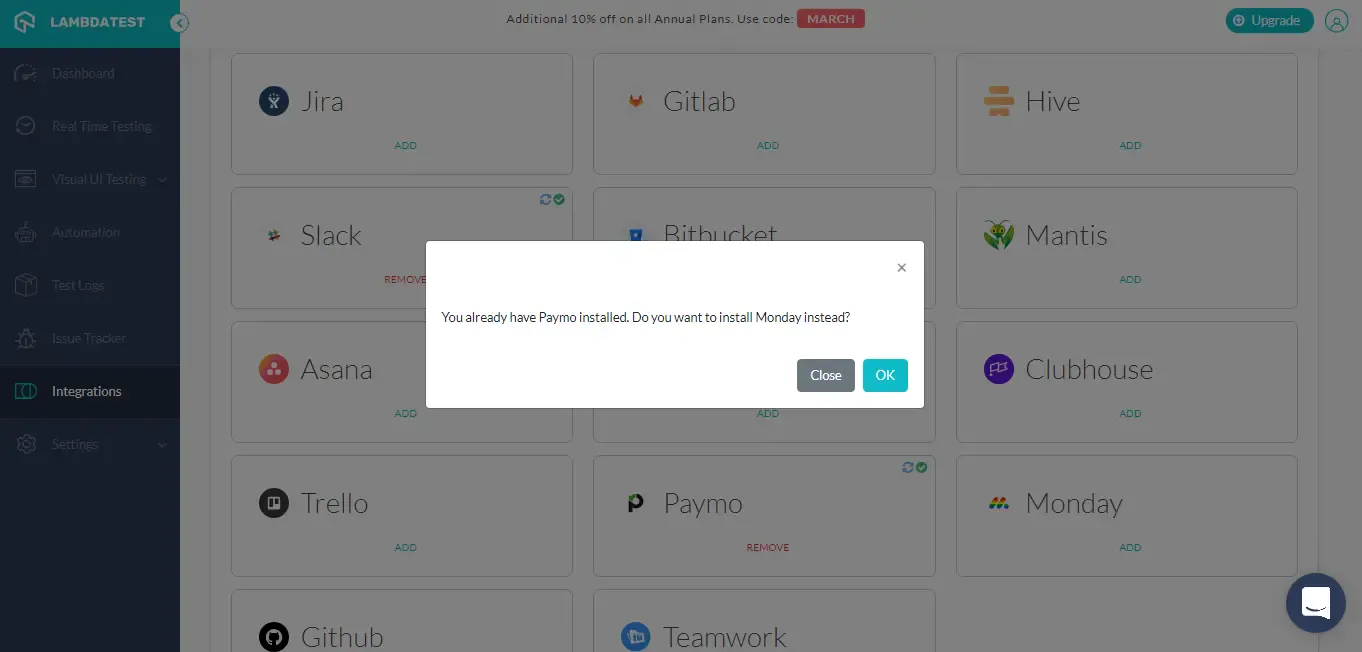 LAMBDATEST
Additional 10% off on all Annual Plans. Use code: MARCH
Upgrade
Dashboard
Real Time Testing
Visual UI Testing
Automation
Test Logs
Issue Tracker
Integrations
Settings
Jira
ADD
Gitlab
ADD
Hive
ADD
Slack
REMOVE
Bitbucket
Mantis
ADD
You already have Paymo installed. Do you want to install Monday instead?
Close
OK
Asana
ADD
ADD
Clubhouse
ADD
Trello
ADD
Paymo
REMOVE
Monday
ADD
Github
Teamwork